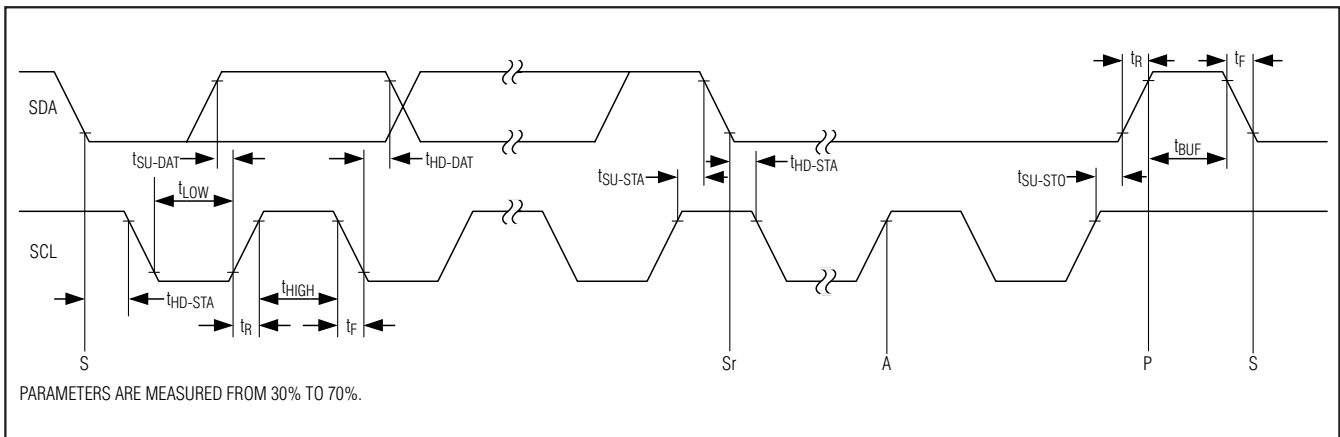 tR
tF
SDA
tSU-DAT
tHD-DAT
tHD-STA
tBUF
tSU-STA
tSU-STO
tLOW
SCL
tHIGH
tHD-STA
tR
tF
S
Sr
A
P
S
PARAMETERS ARE MEASURED FROM 30% TO 70%.